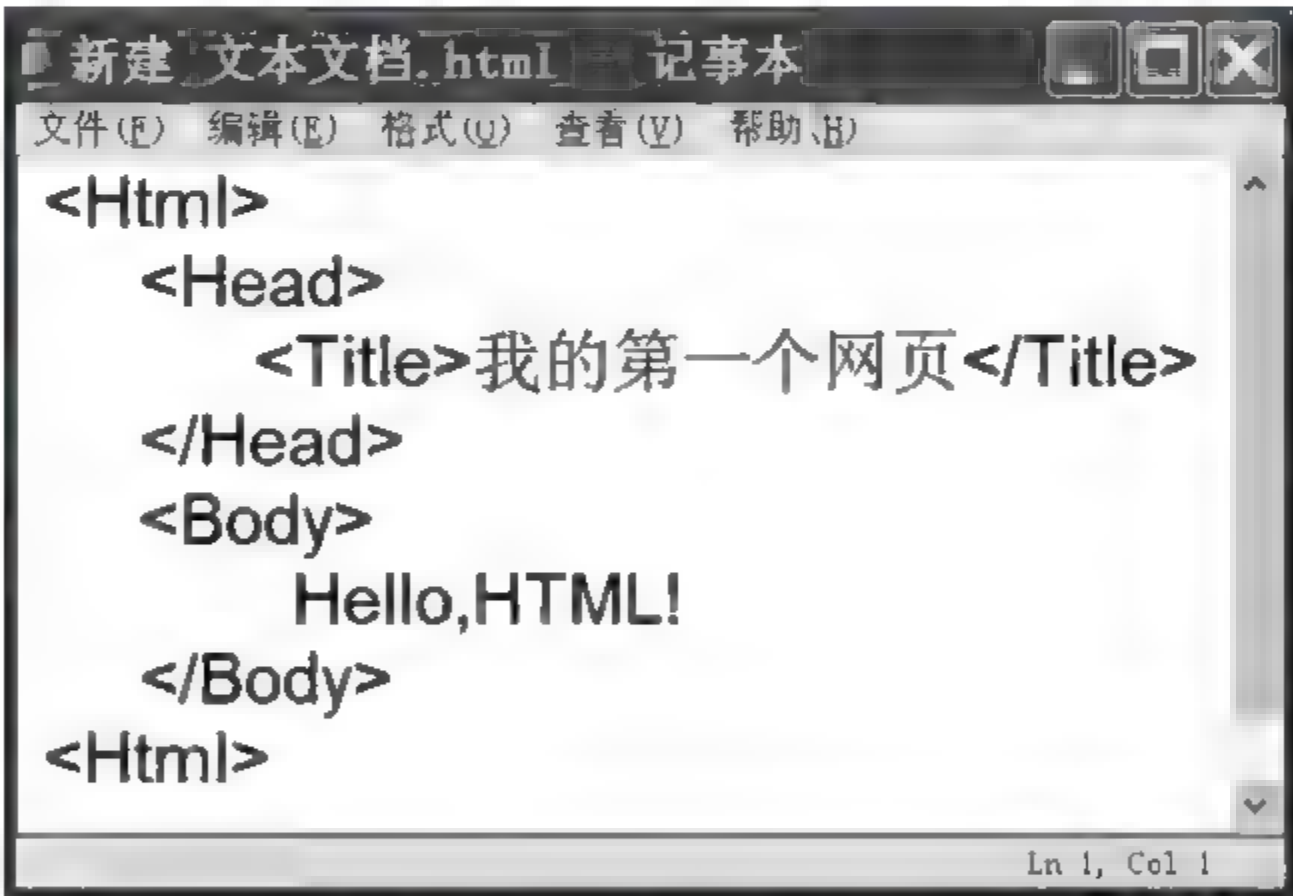 新建 文本文档.html - 记事本
文件(F) 编辑(E) 格式(O) 查看(V) 帮助(H)
<Html>
<Head>
<Title>我的第一个网页</Title>
</Head>
<Body>
Hello,HTML!
</Body>
<Html>
Ln 1, Col 1